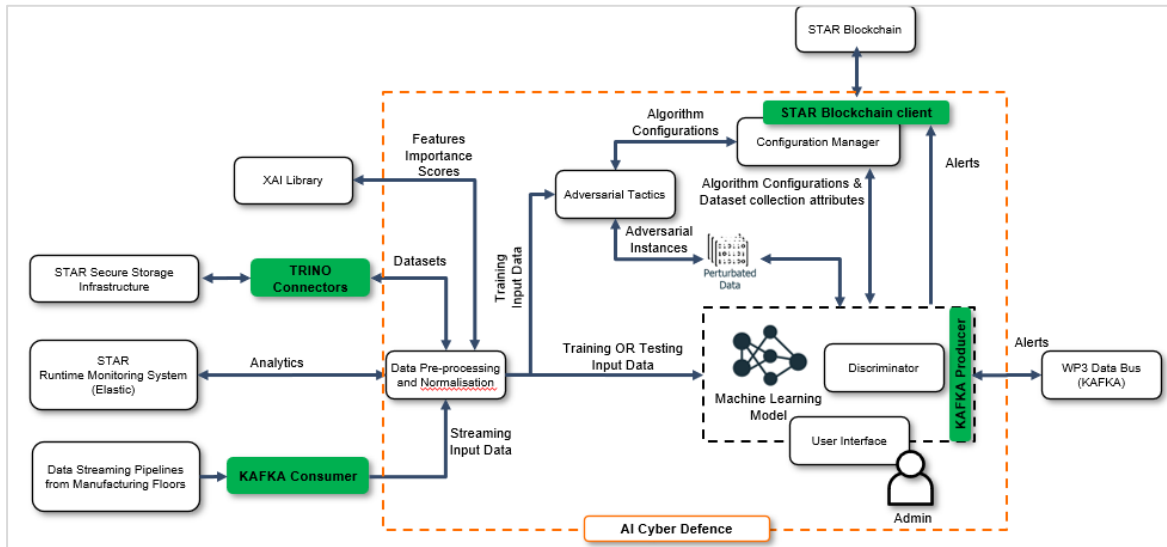 STAR Blockchain
STAR Blockchain client
Configuration Manager
Algorithm
Configurations
Alerts
Features
Importance
Scores
XAI Library
Adversarial Tactics
Algorithm Configurations &
Dataset collection attributes
Adversarial
Instances
Perturbated
Data
STAR Secure Storage
Infrastructure
TRINO
Connectors
Datasets
Training
Input Data
STAR
Runtime Monitoring System
(Elastic)
Analytics
Data Pre-processing
and Normalisation
Training OR Testing
Input Data
Machine Learning
Model
Discriminator
KAFKA Producer
Alerts
WP3 Data Bus
(KAFKA)
User Interface
Admin
Streaming
Input Data
Data Streaming Pipelines
from Manufacturing Floors
KAFKA Consumer
AI Cyber Defence